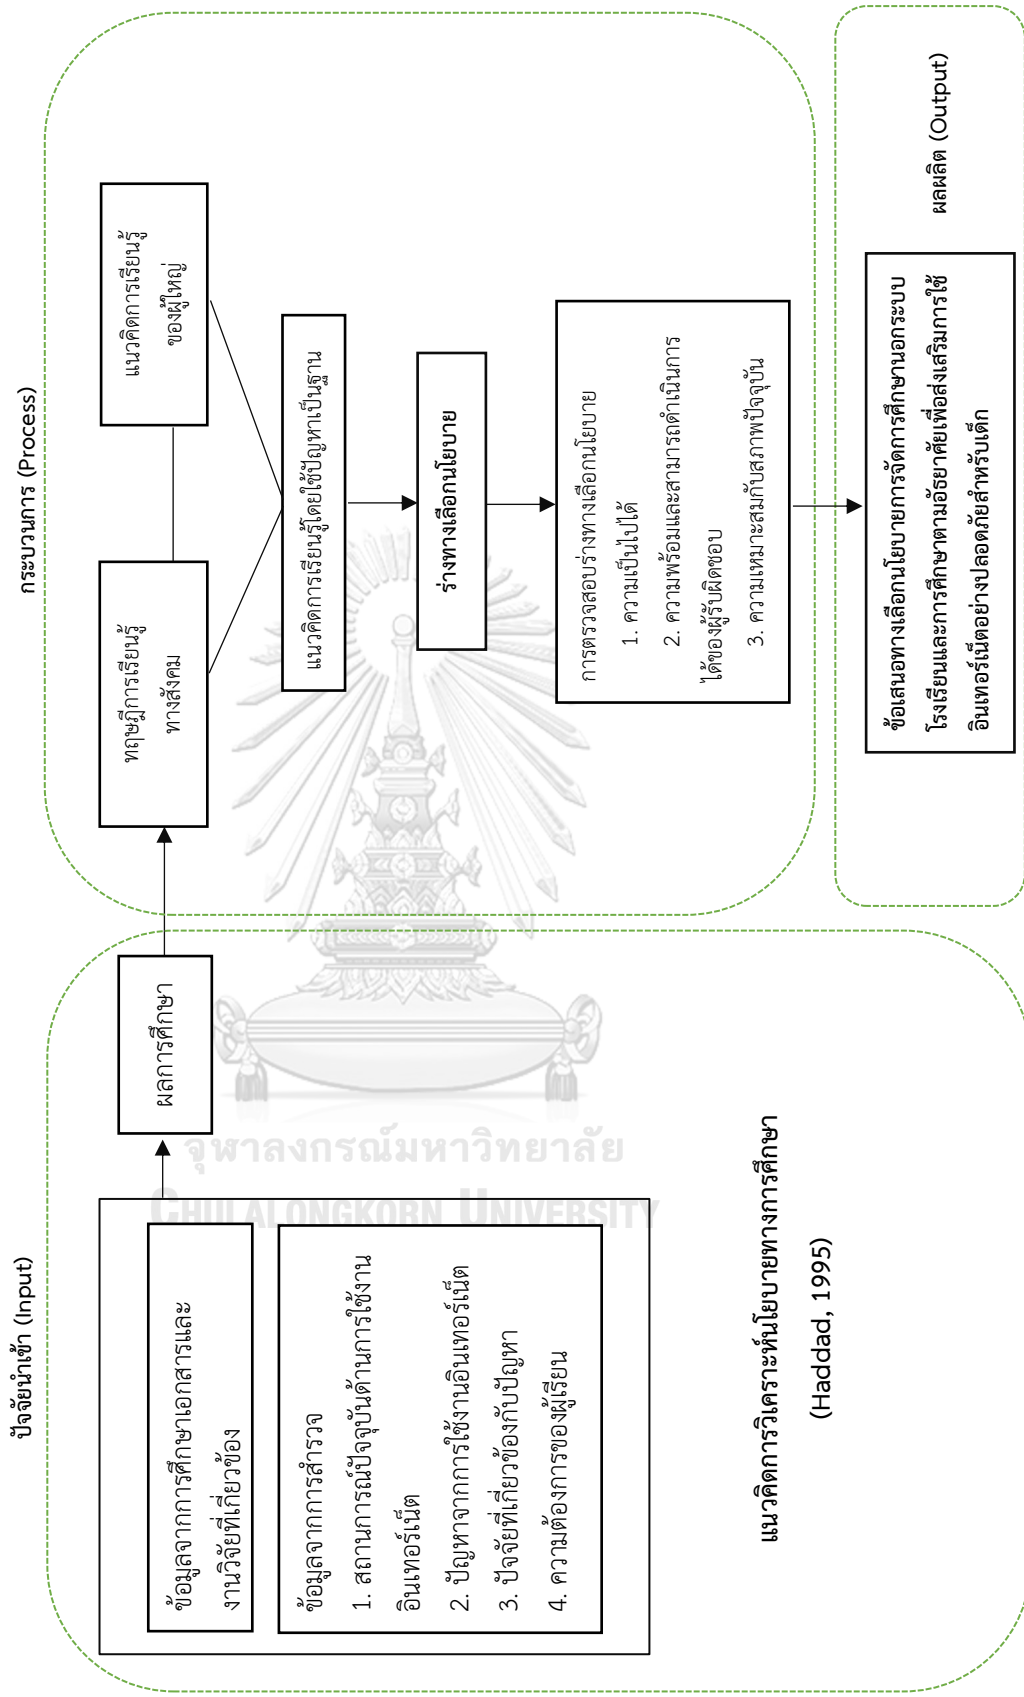 ปัจจัยนำเข้า (Input)
ข้อมูลจากการศึกษาเอกสารและ
งานวิจัยที่เกี่ยวข้อง
ข้อมูลจากการสำรวจ
1. สถานการณ์ปัจจุบันด้านการใช้งาน
อินเทอร์เน็ต
2. ปัญหาจากการใช้งานอินเทอร์เน็ต
3. ปัจจัยที่เกี่ยวข้องกับปัญหา
4. ความต้องการของผู้เรียน
ผลการศึกษา
แนวคิดการวิเคราะห์นโยบายทางการศึกษา
(Haddad, 1995)
กระบวนการ (Process)
ทฤษฎีการเรียนรู้
ทางสังคม
แนวคิดการเรียนรู้
ของผู้ใหญ่
แนวคิดการเรียนรู้โดยใช้ปัญหาเป็นฐาน
ร่างทางเลือกนโยบาย
การตรวจสอบร่างทางเลือกนโยบาย
1. ความเป็นไปได้
2. ความพร้อมและสามารถดำเนินการ
ได้ของผู้รับผิดชอบ
3. ความเหมาะสมกับสภาพปัจจุบัน
ข้อเสนอทางเลือกนโยบายการจัดการศึกษานอกระบบ
โรงเรียนและการศึกษาตามอัธยาศัยเพื่อส่งเสริมการใช้
อินเทอร์เน็ตอย่างปลอดภัยสำหรับเด็ก
ผลผลิต (Output)
จุฬาลงกรณ์มหาวิทยาลัย
CHULALONGKORN UNIVERSITY